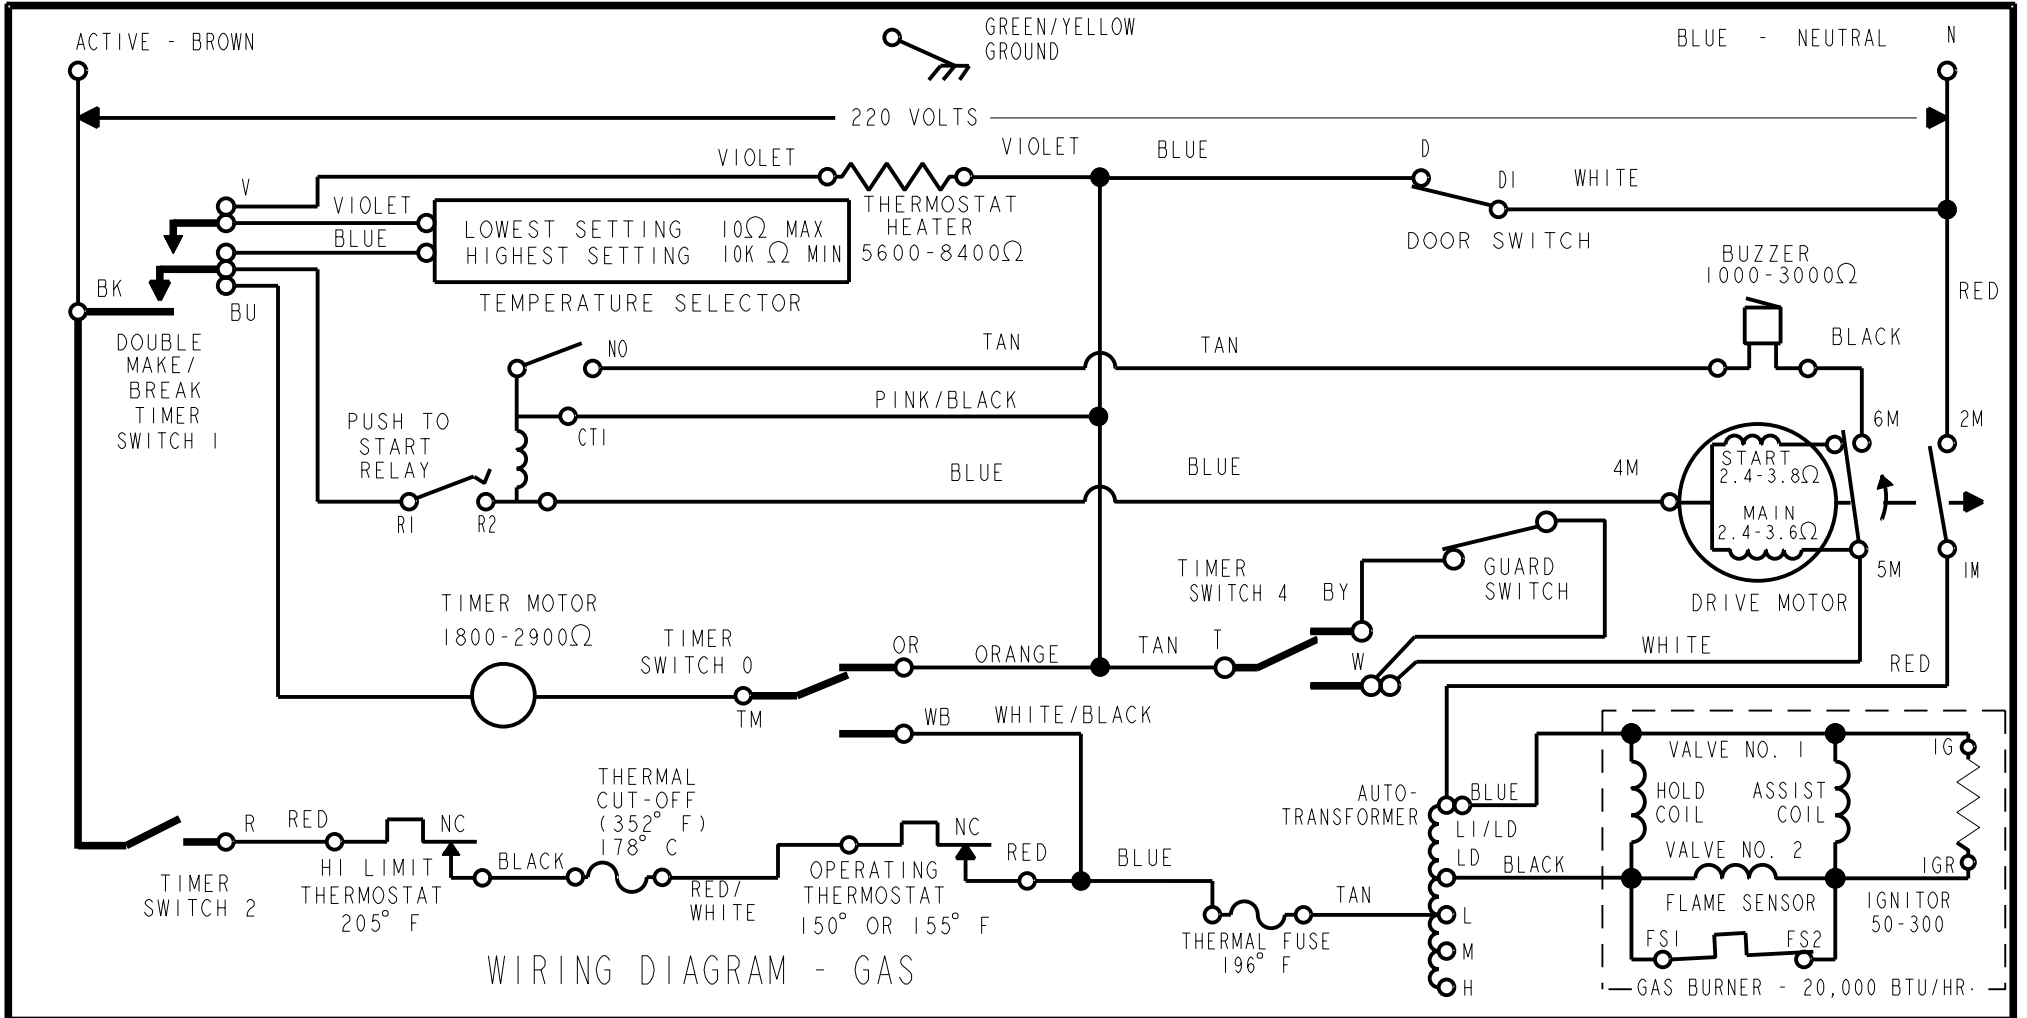 ACTIVE - BROWN
GREEN/YELLOW
GROUND
BLUE - NEUTRAL N
220 VOLTS
VIOLET
VIOLET
BLUE
D
D1
WHITE
V
VIOLET
BLUE
LOWEST SETTING 10Ω MAX
HIGHEST SETTING 10K Ω MIN
TEMPERATURE SELECTOR
THERMOSTAT
HEATER
5600-8400Ω
DOOR SWITCH
BUZZER
1000-3000Ω
RED
BK
BU
DOUBLE
MAKE/
BREAK
TIMER
SWITCH 1
NO
TAN
TAN
BLACK
PINK/BLACK
CT1
PUSH TO
START
RELAY
R1
R2
BLUE
BLUE
4M
6M
2M
START
2.4-3.8Ω
MAIN
2.4-3.6Ω
5M
1M
DRIVE MOTOR
TIMER
SWITCH 4
BY
GUARD
SWITCH
TIMER MOTOR
1800-2900Ω
TIMER
SWITCH 0
OR
ORANGE
TAN
T
W
WHITE
RED
TM
WB
WHITE/BLACK
THERMAL
CUT-OFF
(352° F)
178° C
R
RED
NC
HI LIMIT
THERMOSTAT
205° F
BLACK
RED/
WHITE
TIMER
SWITCH 2
NC
OPERATING
THERMOSTAT
150° OR 155° F
RED
BLUE
THERMAL FUSE
196° F
TAN
AUTO-
TRANSFORMER
BLUE
L1/LD
LD
BLACK
L
M
H
VALVE NO. 1
HOLD
COIL
ASSIST
COIL
VALVE NO. 2
IG
IGR
IGNITOR
50-300
FLAME SENSOR
FS1
FS2
GAS BURNER - 20,000 BTU/HR.
WIRING DIAGRAM - GAS